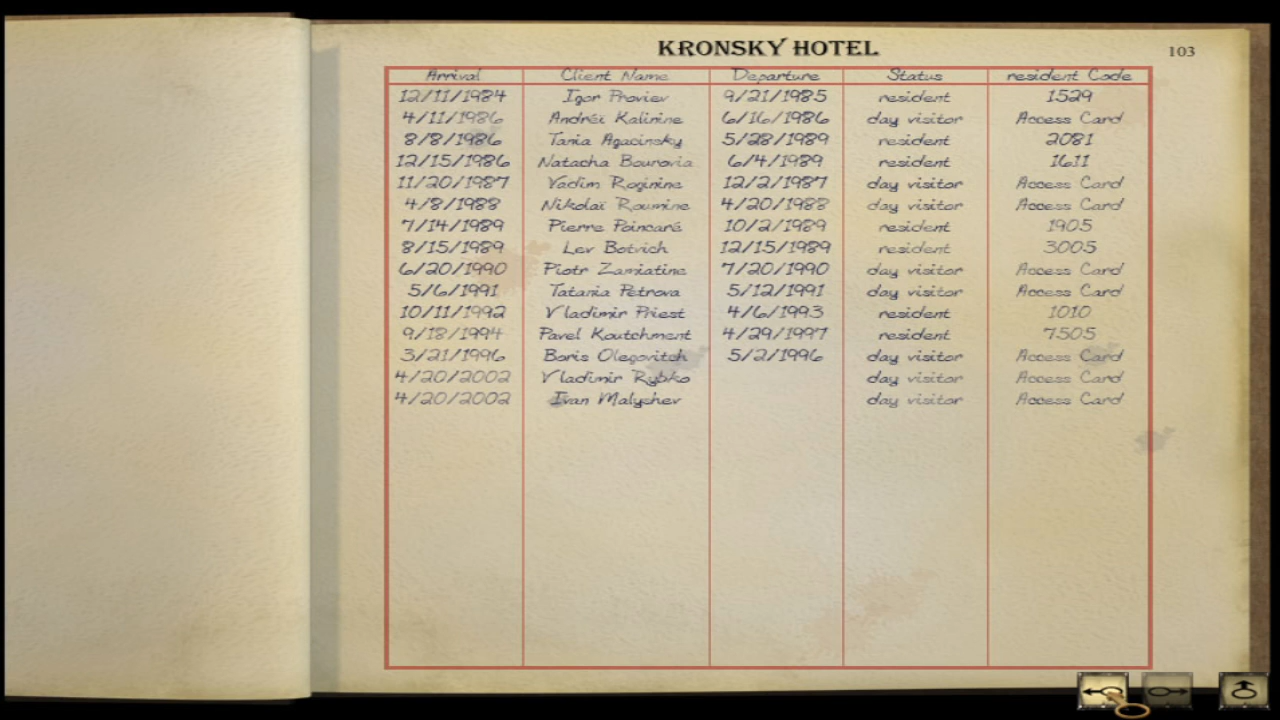 KRONSKY HOTEL
103
Arrival Client Name Departure Status resident Code
12/11/1984 Igor Proviev 9/21/1985 resident 1529
4/11/1986 Andréi Kalinine 6/16/1986 day visitor Access Card
8/8/1986 Tania Agacinsky 5/28/1989 resident 2081
12/15/1986 Natacha Bourovia 6/4/1989 resident 1611
11/20/1987 Vadim Roginine 12/2/1987 day visitor Access Card
4/8/1988 Nikolaï Roumine 4/20/1988 day visitor Access Card
7/14/1989 Pierre Poincaré 10/2/1989 resident 1905
8/15/1989 Lev Botvich 12/15/1989 resident 3005
6/20/1990 Piotr Zamiatine 7/20/1990 day visitor Access Card
5/6/1991 Tatania Petrova 5/12/1991 day visitor Access Card
10/11/1992 Vladimir Priest 4/6/1993 resident 1010
9/18/1994 Pavel Koutchment 4/29/1997 resident 7505
3/21/1996 Boris Olegovitch 5/2/1996 day visitor Access Card
4/20/2002 Vladimir Rybko day visitor Access Card
4/20/2002 Ivan Malyshev day visitor Access Card